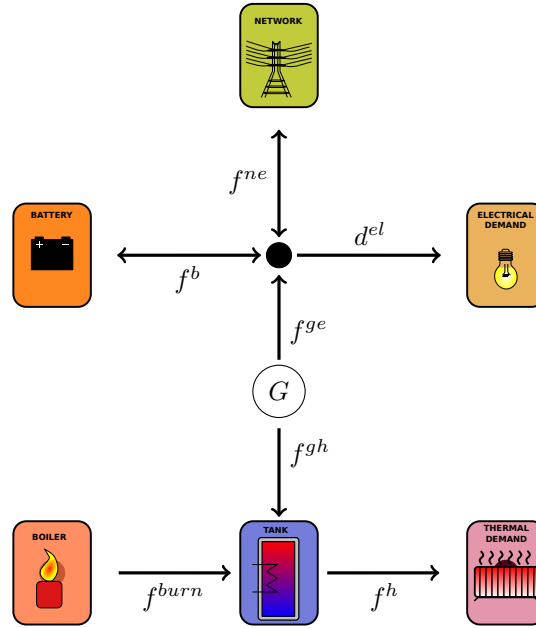 NETWORK
f^{ne}
BATTERY
+ −
ELECTRICAL
DEMAND
d^{el}
f^{b}
f^{ge}
G
f^{gh}
BOILER
TANK
THERMAL
DEMAND
f^{burn}
f^{h}